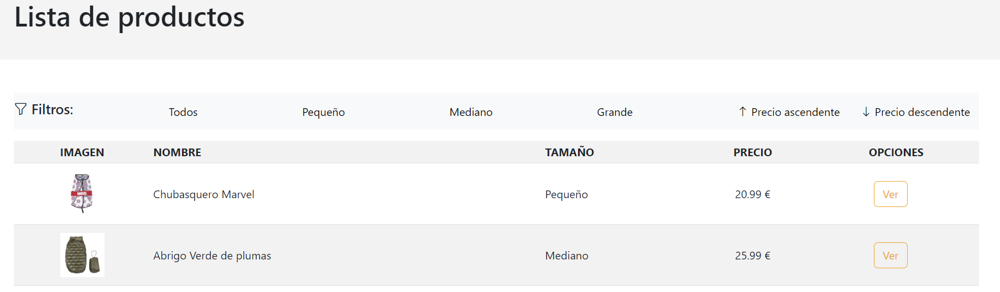 Lista de productos
Filtros: Todos Pequeño Mediano Grande ↑ Precio ascendente ↓ Precio descendente
IMAGEN NOMBRE TAMAÑO PRECIO OPCIONES
MARVEL Chubasquero Marvel Pequeño 20.99 € Ver
Abrigo Verde de plumas Mediano 25.99 € Ver